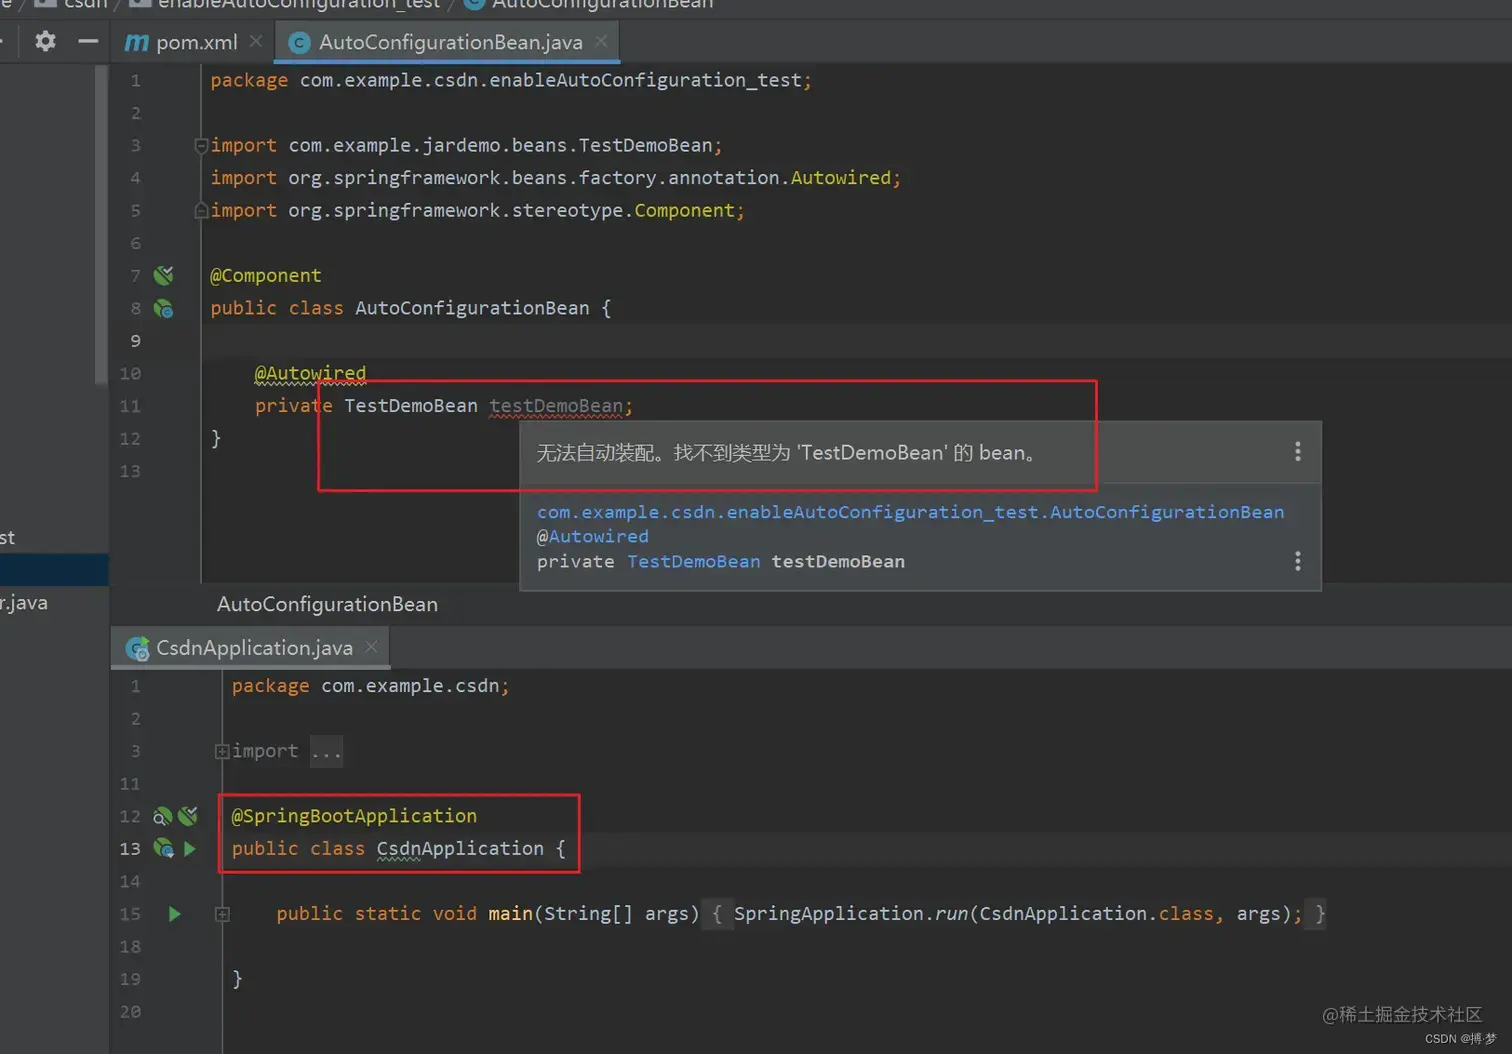 csdn / enableAutoConfiguration_test / AutoConfigurationBean
pom.xml
AutoConfigurationBean.java
1 package com.example.csdn.enableAutoConfiguration_test;
2
3 import com.example.jardemo.beans.TestDemoBean;
4 import org.springframework.beans.factory.annotation.Autowired;
5 import org.springframework.stereotype.Component;
6
7 @Component
8 public class AutoConfigurationBean {
9
10 @Autowired
11 private TestDemoBean testDemoBean;
12 }
13
无法自动装配。找不到类型为 'TestDemoBean' 的 bean。
com.example.csdn.enableAutoConfiguration_test.AutoConfigurationBean
@Autowired
private TestDemoBean testDemoBean
st
r.java
AutoConfigurationBean
CsdnApplication.java
1 package com.example.csdn;
2
3 import ...
11
12 @SpringBootApplication
13 public class CsdnApplication {
14
15 public static void main(String[] args) { SpringApplication.run(CsdnApplication.class, args); }
18
19 }
20
@稀土掘金技术社区
CSDN @搏·梦